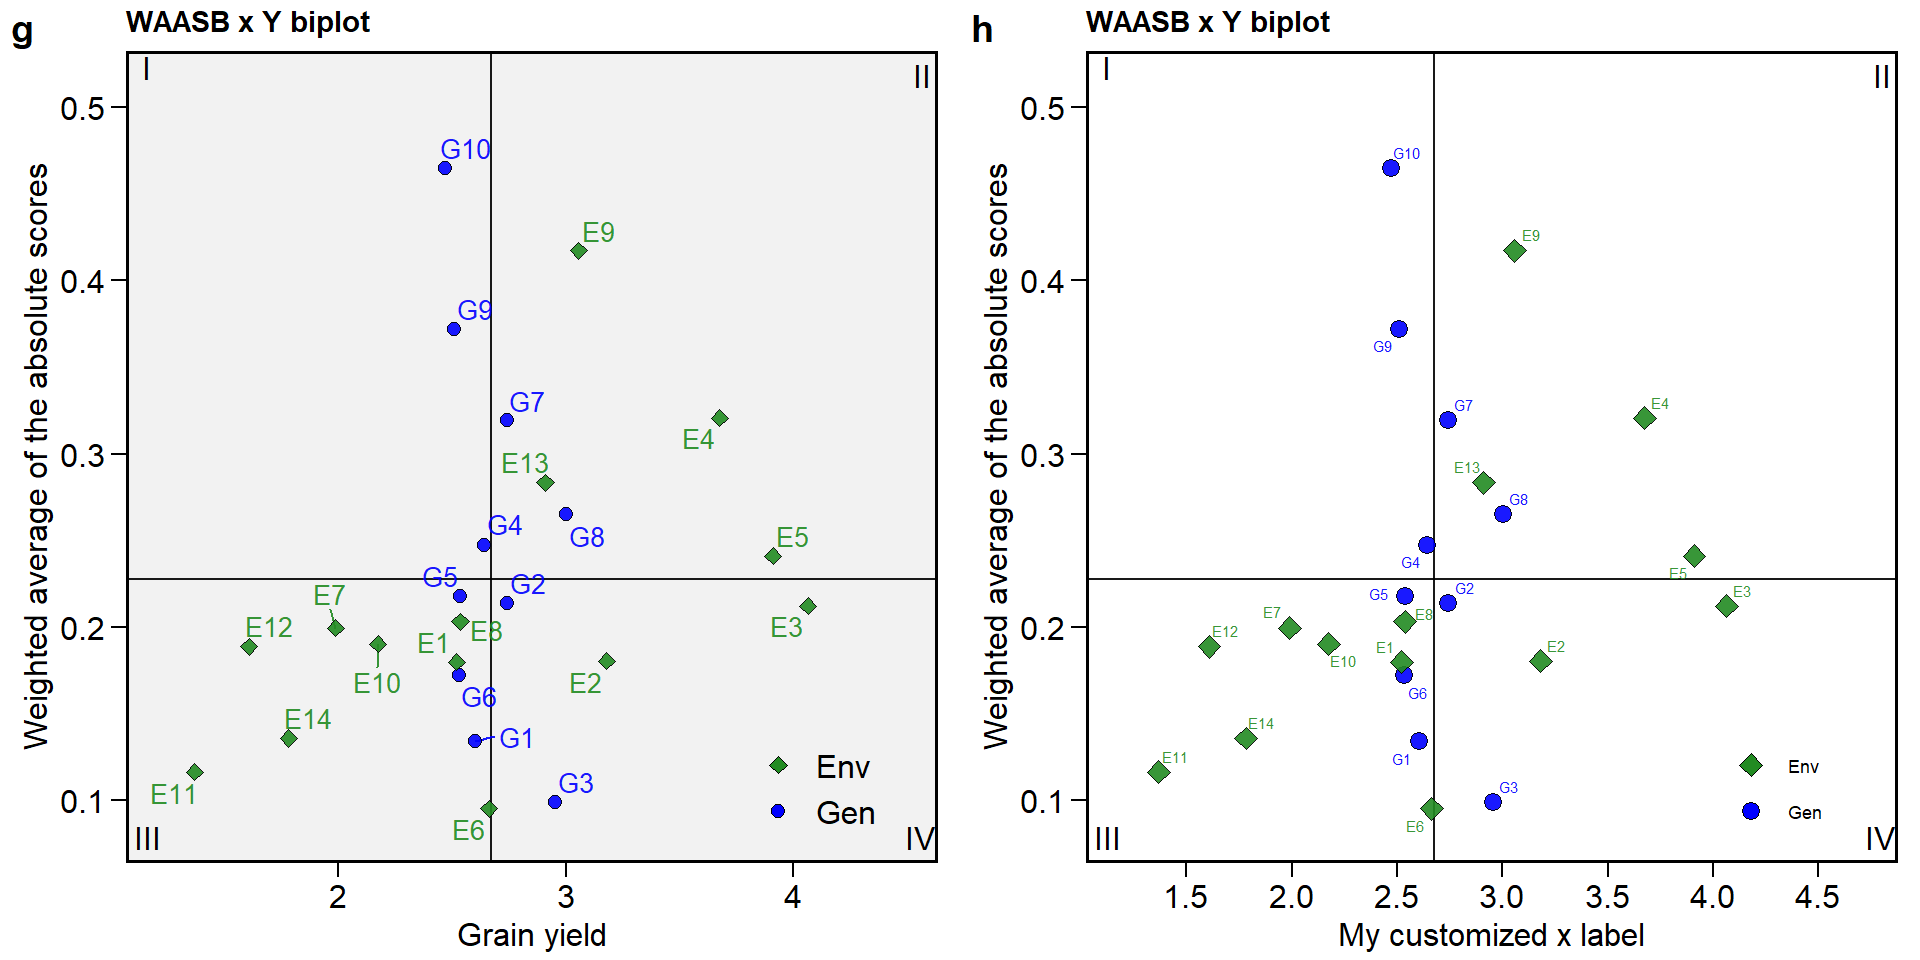 g
WAASB x Y biplot
I
II
0.5
0.4
0.3
0.2
0.1
Weighted average of the absolute scores
G10
E9
G9
G7
E4
E13
G4
G8
E5
G5
G2
E7
E12
E8
E3
E1
E10
G6
E2
E14
G1
E11
G3
E6
Env
Gen
III
IV
2 3 4
Grain yield
h
WAASB x Y biplot
I
II
0.5
0.4
0.3
0.2
0.1
Weighted average of the absolute scores
G10
E9
G9
G7
E4
E13
G8
G4
E5
G5
G2
E3
E7
E8
E12
E1
E2
E10
G6
E14
G1
E11
G3
E6
Env
Gen
III
IV
1.5 2.0 2.5 3.0 3.5 4.0 4.5
My customized x label